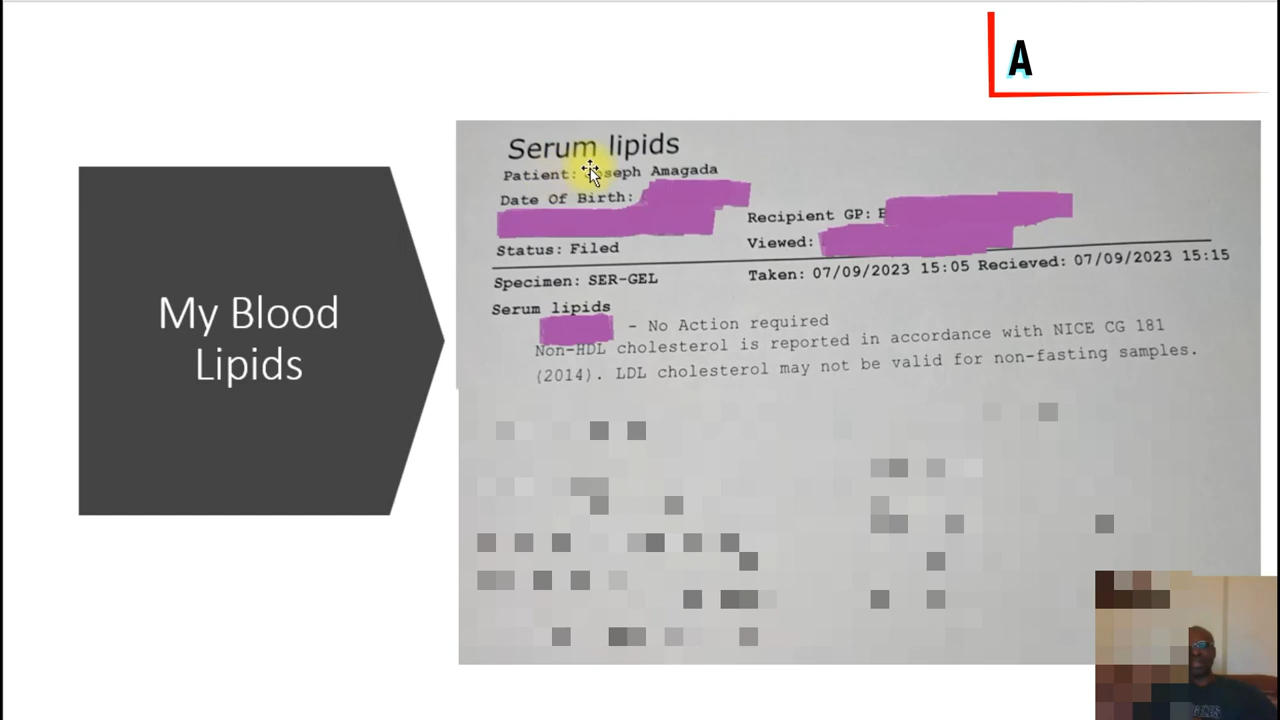 A
My Blood
Lipids
Serum lipids
Patient: Joseph Amagada
Date Of Birth:
Recipient GP:
Status: Filed
Viewed:
Specimen: SER-GEL
Taken: 07/09/2023 15:05 Recieved: 07/09/2023 15:15
Serum lipids
- No Action required
Non-HDL cholesterol is reported in accordance with NICE CG 181
(2014). LDL cholesterol may not be valid for non-fasting samples.